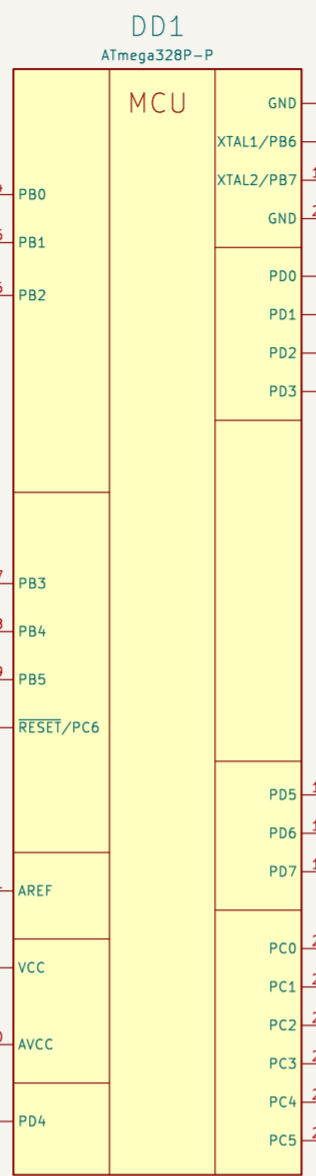 DD1
ATmega328P-P
MCU
GND
XTAL1/PB6
XTAL2/PB7
PB0
GND
PB1
PD0
PB2
PD1
PD2
PD3
PB3
PB4
PB5
RESET/PC6
PD5
PD6
PD7
AREF
PC0
VCC
PC1
PC2
AVCC
PC3
PC4
PD4
PC5